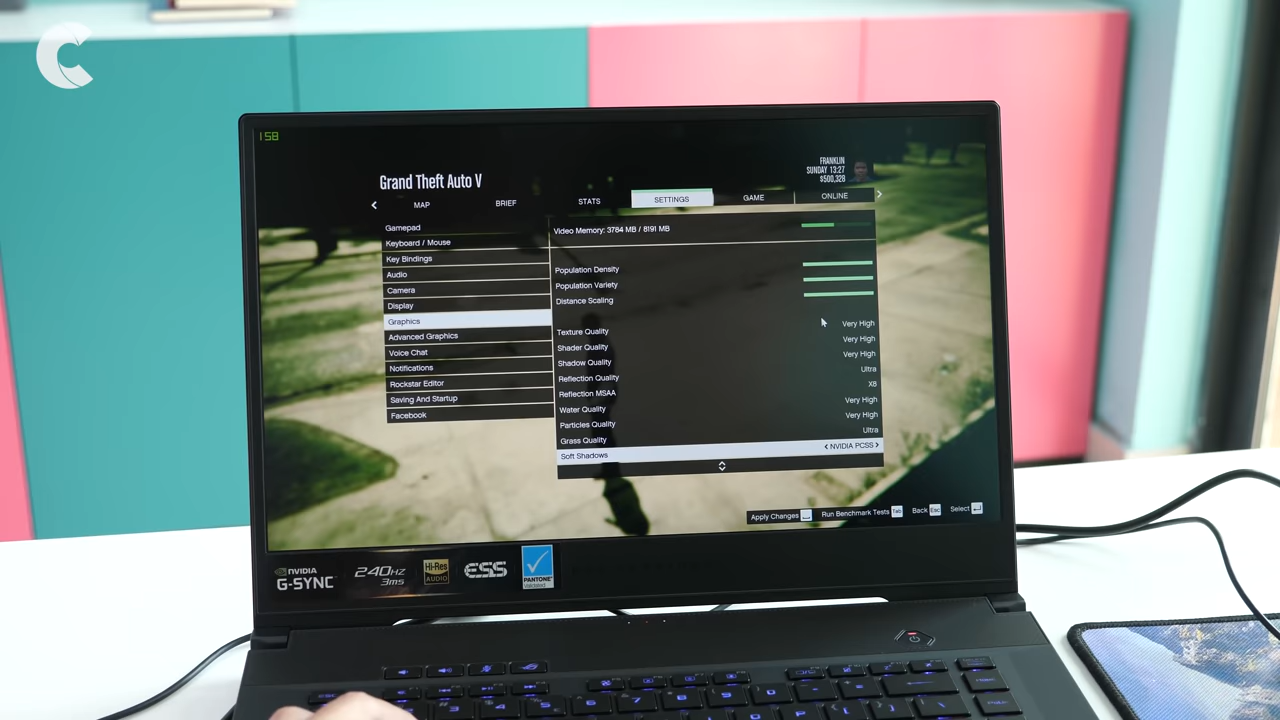 158
Grand Theft Auto V
FRANKLIN
SUNDAY 13:27
$500,328
MAP BRIEF STATS SETTINGS GAME ONLINE
Gamepad
Keyboard / Mouse
Key Bindings
Audio
Camera
Display
Graphics
Advanced Graphics
Voice Chat
Notifications
Rockstar Editor
Saving And Startup
Facebook
Video Memory: 3784 MB / 8191 MB
Population Density
Population Variety
Distance Scaling
Texture Quality Very High
Shader Quality Very High
Shadow Quality Very High
Reflection Quality Ultra
Reflection MSAA X8
Water Quality Very High
Particles Quality Very High
Grass Quality Ultra
Soft Shadows < NVIDIA PCSS >
Apply Changes Run Benchmark Tests Tab Back Esc Select
NVIDIA
G-SYNC
240HZ
3ms
Hi-Res
AUDIO
ESS
PANTONE
Validated